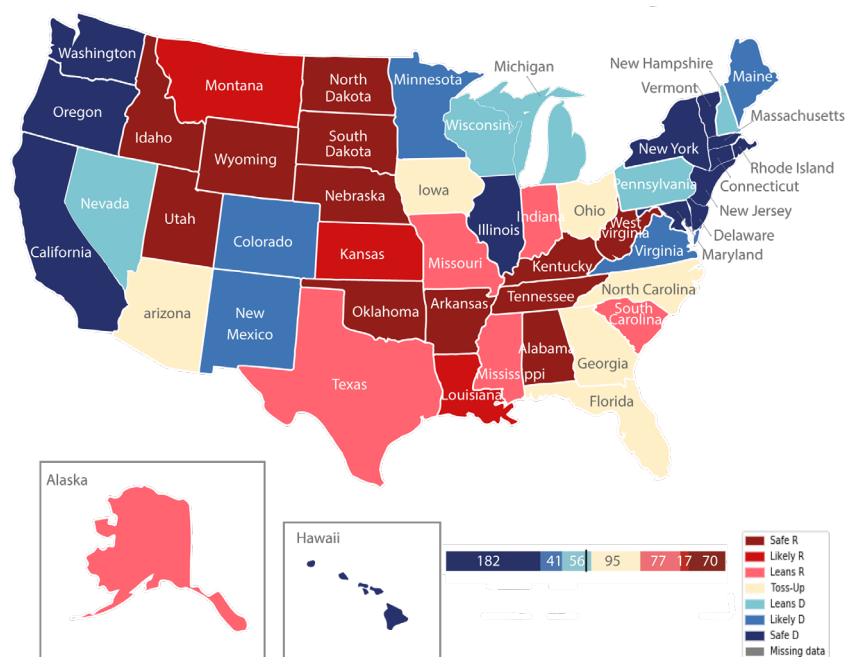 Washington
Oregon
California
Nevada
Idaho
Montana
Wyoming
Utah
arizona
Colorado
New
Mexico
North
Dakota
South
Dakota
Nebraska
Kansas
Oklahoma
Texas
Minnesota
Iowa
Missouri
Arkansas
Louisiana
Wisconsin
Michigan
Illinois
Indiana
Ohio
Kentucky
Tennessee
Mississippi
Alabama
Georgia
Florida
South
Carolina
North Carolina
Virginia
West
Virginia
Pennsylvania
New York
New Hampshire
Vermont
Maine
Massachusetts
Rhode Island
Connecticut
New Jersey
Delaware
Maryland
Alaska
Hawaii
182 41 56 95 77 17 70
Safe R
Likely R
Leans R
Toss-Up
Leans D
Likely D
Safe D
Missing data